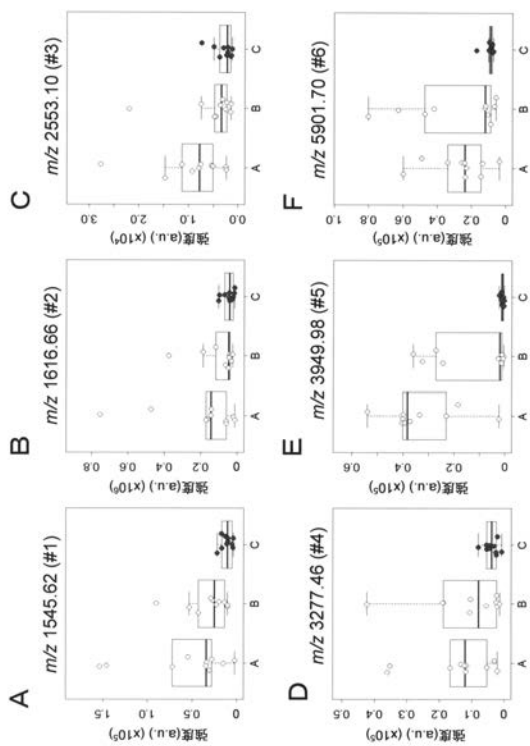 A
m/z 1545.62 (#1)
強度(a.u.) (x10⁵)
1.5
1.0
0.5
0
A B C
B
m/z 1616.66 (#2)
強度(a.u.) (x10⁶)
0.8
0.6
0.4
0.2
0
A B C
C
m/z 2553.10 (#3)
強度(a.u.) (x10⁴)
3.0
2.0
1.0
0.0
A B C
D
m/z 3277.46 (#4)
強度(a.u.) (x10⁵)
0.5
0.4
0.3
0.2
0.1
0
A B C
E
m/z 3949.98 (#5)
強度(a.u.) (x10⁵)
0.6
0.4
0.2
0
A B C
F
m/z 5901.70 (#6)
強度(a.u.) (x10⁵)
1.0
0.8
0.6
0.4
0.2
0
A B C